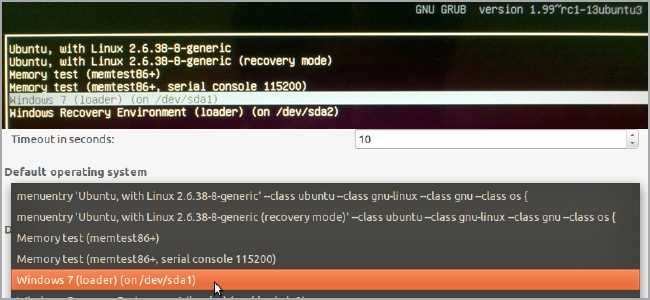 GNU GRUB version 1.99~rc1-13ubuntu3
Ubuntu, with Linux 2.6.38-8-generic
Ubuntu, with Linux 2.6.38-8-generic (recovery mode)
Memory test (memtest86+)
Memory test (memtest86+, serial console 115200)
Windows 7 (loader) (on /dev/sda1)
Windows Recovery Environment (loader) (on /dev/sda2)
Timeout in seconds:
10
Default operating system
menuentry 'Ubuntu, with Linux 2.6.38-8-generic' --class ubuntu --class gnu-linux --class gnu --class os {
menuentry 'Ubuntu, with Linux 2.6.38-8-generic (recovery mode)' --class ubuntu --class gnu-linux --class gnu --class os {
Memory test (memtest86+)
Memory test (memtest86+, serial console 115200)
Windows 7 (loader) (on /dev/sda1)